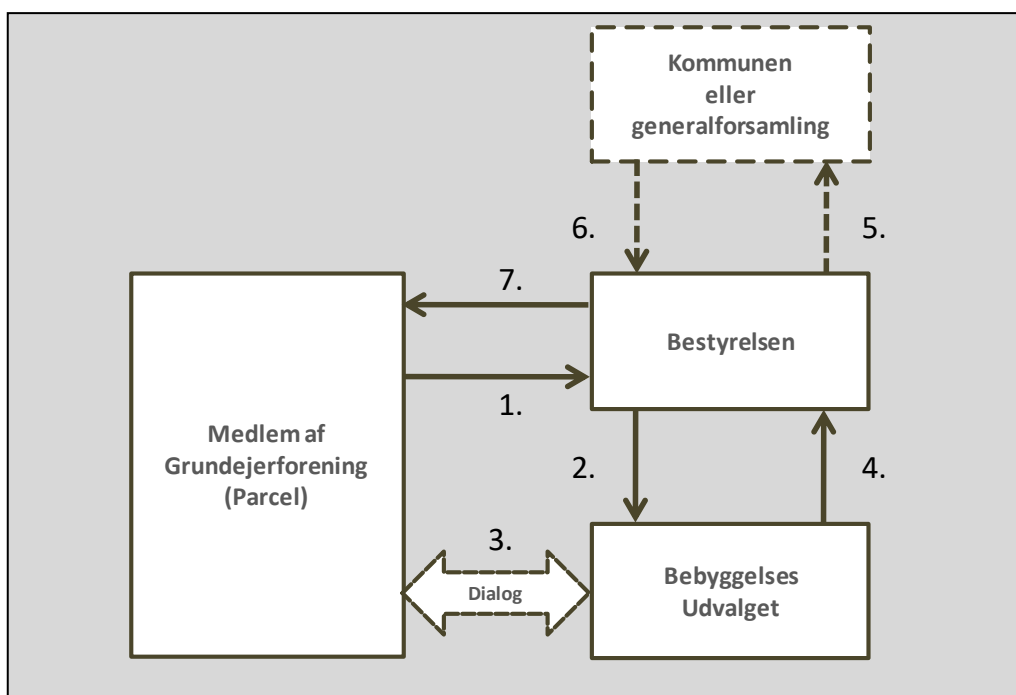 Kommunen
eller
generalforsamling
6.
5.
7.
Bestyrelsen
1.
Medlem af
Grundejerforening
(Parcel)
2.
4.
3.
Dialog
Bebyggelses
Udvalget